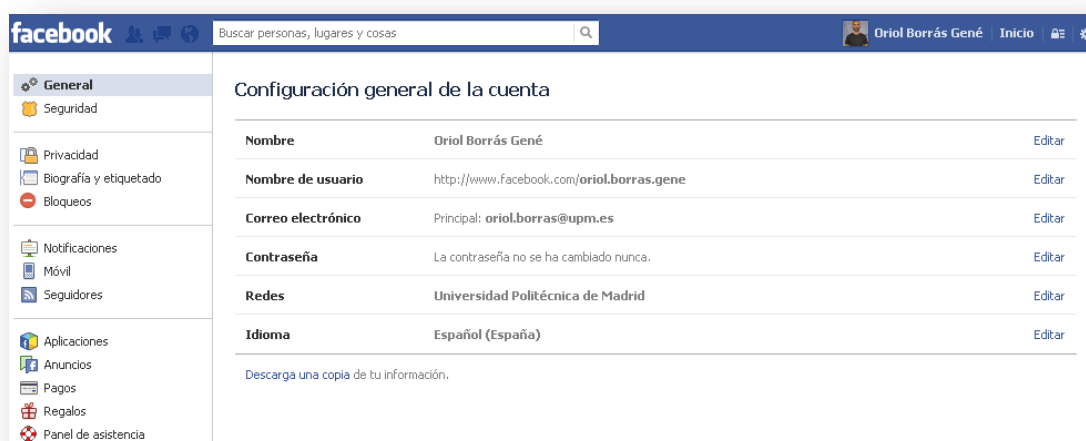 facebook
Buscar personas, lugares y cosas
Oriol Borrás Gené
Inicio
General
Seguridad
Privacidad
Biografía y etiquetado
Bloqueos
Notificaciones
Móvil
Seguidores
Aplicaciones
Anuncios
Pagos
Regalos
Panel de asistencia
Configuración general de la cuenta
Nombre Oriol Borrás Gené Editar
Nombre de usuario http://www.facebook.com/oriol.borras.gene Editar
Correo electrónico Principal: oriol.borras@upm.es Editar
Contraseña La contraseña no se ha cambiado nunca. Editar
Redes Universidad Politécnica de Madrid Editar
Idioma Español (España) Editar
Descarga una copia de tu información.